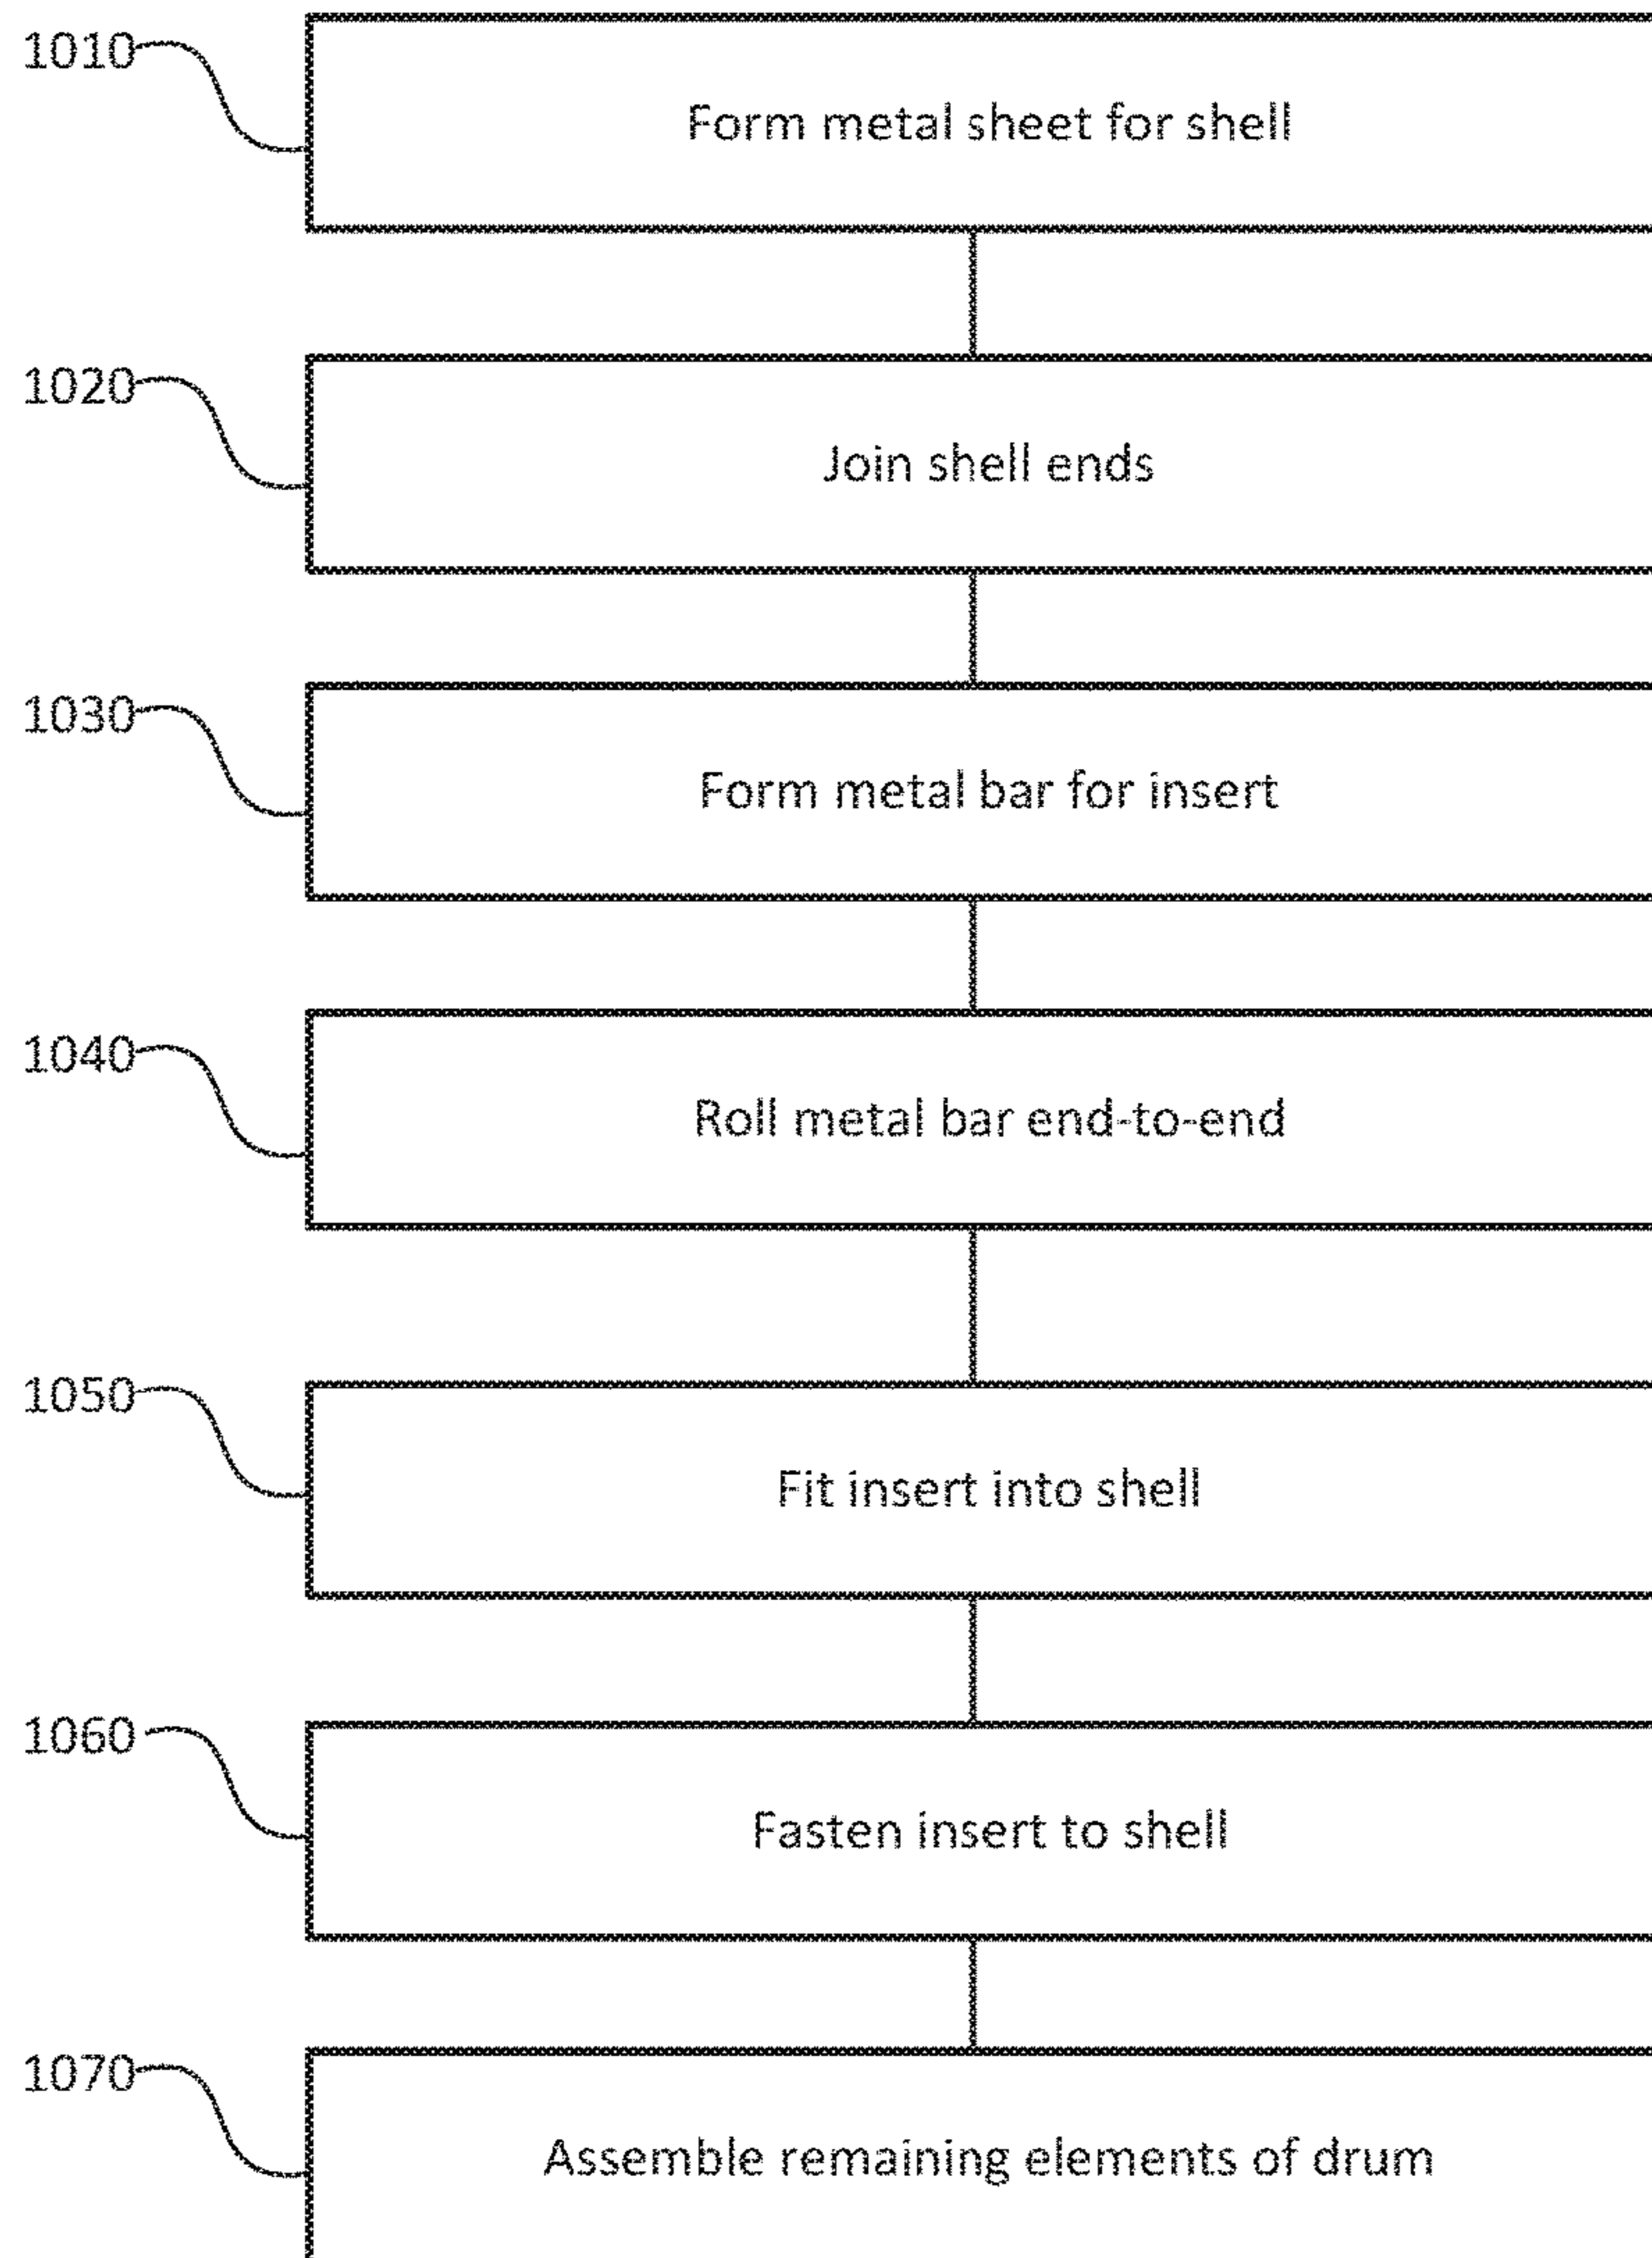 1010
Form metal sheet for shell
1020
Join shell ends
1030
Form metal bar for insert
1040
Roll metal bar end-to-end
1050
Fit insert into shell
1060
Fasten insert to shell
1070
Assemble remaining elements of drum